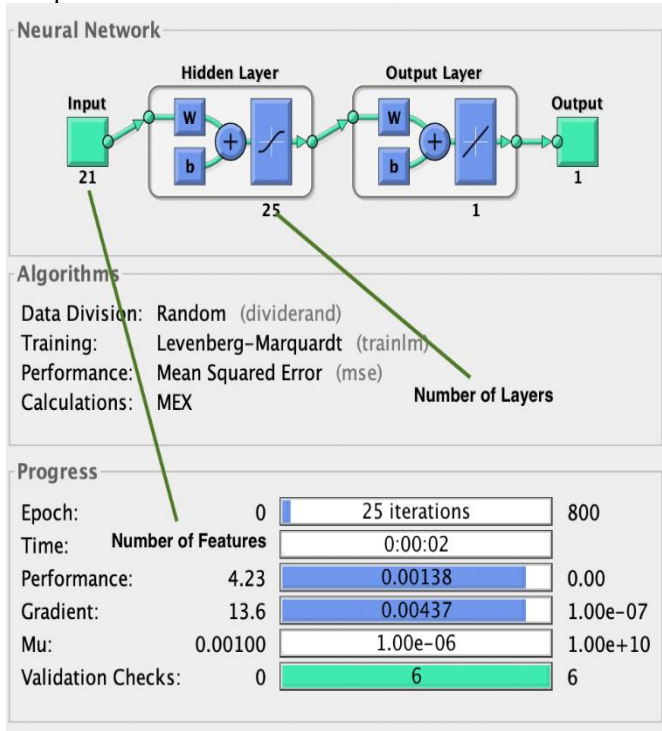 Neural Network
Hidden Layer Output Layer
Input Output
W W
+ +
b b
21 1
25 1
Algorithms
Data Division: Random (dividerand)
Training: Levenberg-Marquardt (trainlm)
Performance: Mean Squared Error (mse)
Calculations: MEX
Number of Layers
Progress
Epoch: 0 25 iterations 800
Time: 0:00:02
Number of Features
Performance: 4.23 0.00138 0.00
Gradient: 13.6 0.00437 1.00e-07
Mu: 0.00100 1.00e-06 1.00e+10
Validation Checks: 0 6 6